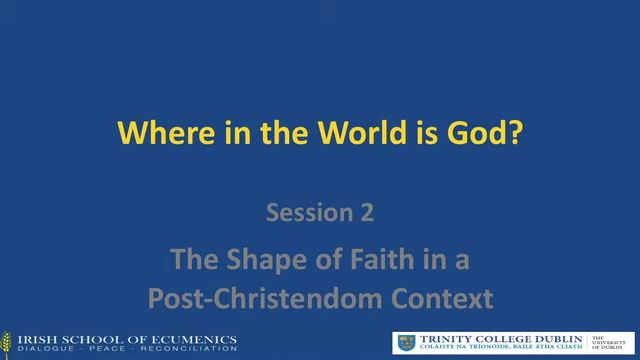 Where in the World is God?
Session 2
The Shape of Faith in a
Post-Christendom Context
IRISH SCHOOL OF ECUMENICS
DIALOGUE - PEACE - RECONCILIATION
TRINITY COLLEGE DUBLIN
COLÁISTE NA TRÍONÓIDE, BAILE ÁTHA CLIATH
THE
UNIVERSITY
OF DUBLIN